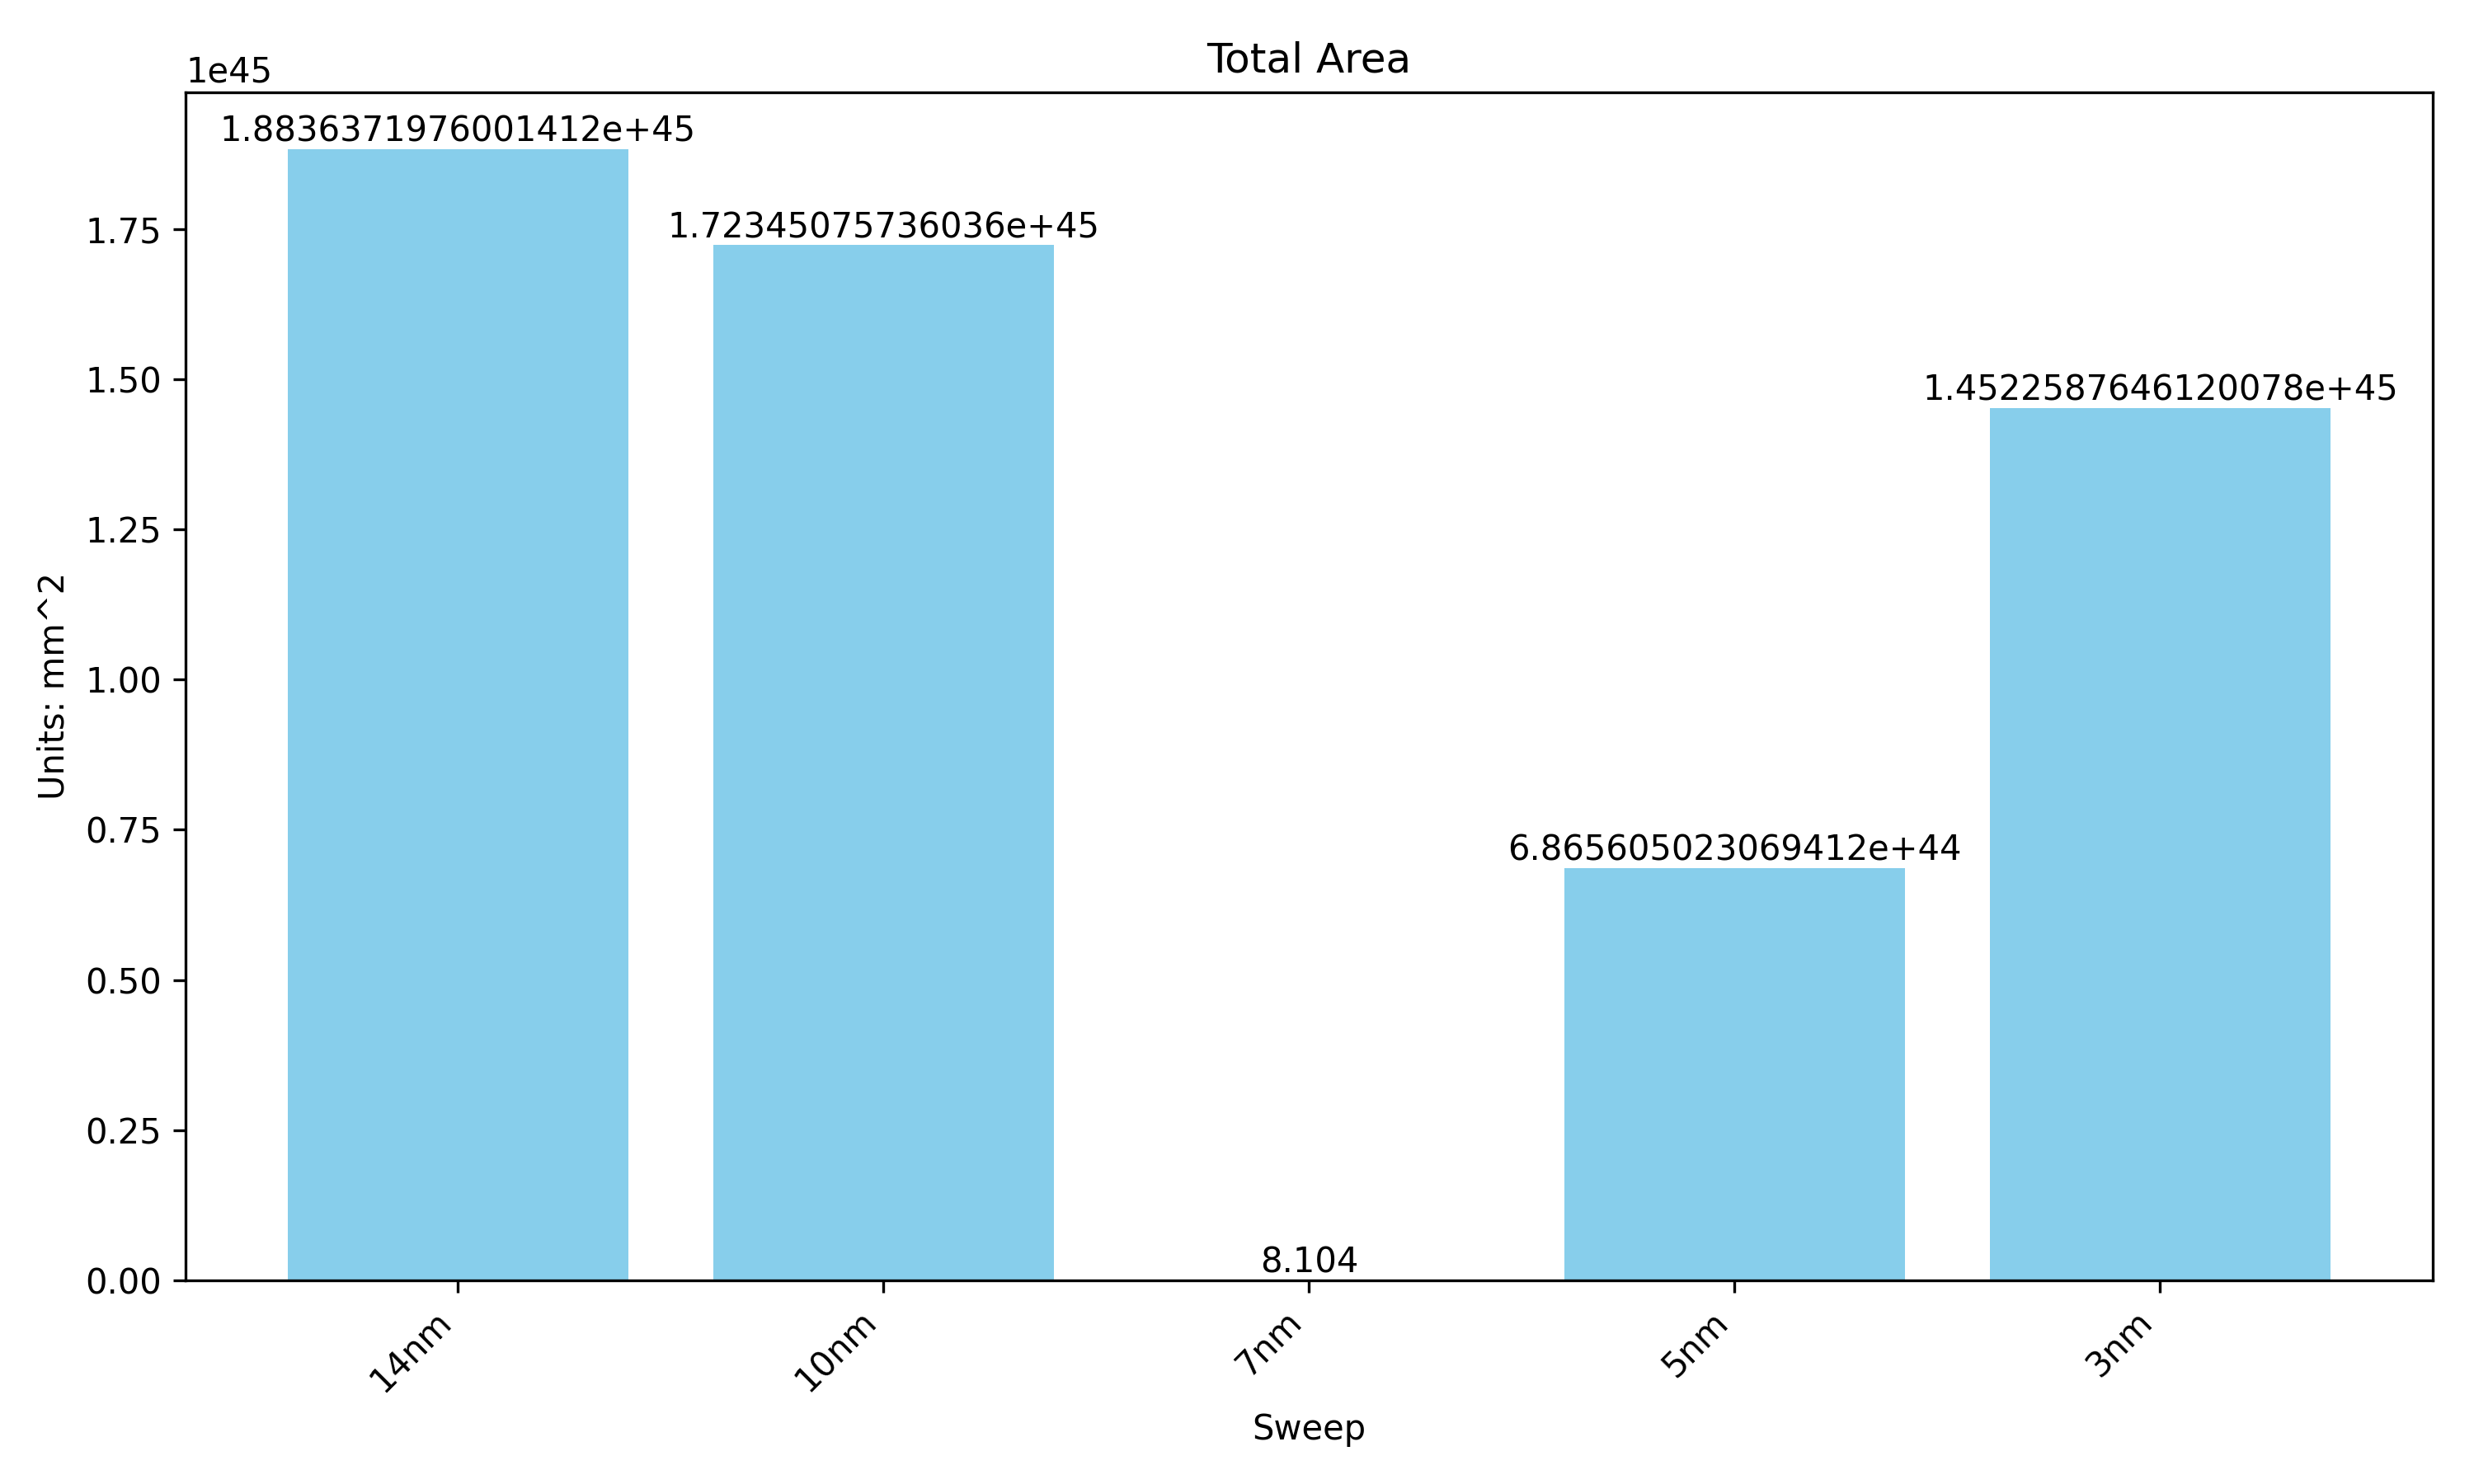 Total Area
1e45
1.8836371976001412e+45
1.72345075736036e+45
8.104
6.865605023069412e+44
1.4522587646120078e+45
1.75
1.50
1.25
1.00
0.75
0.50
0.25
0.00
Units: mm^2
14nm
10nm
7nm
5nm
3nm
Sweep